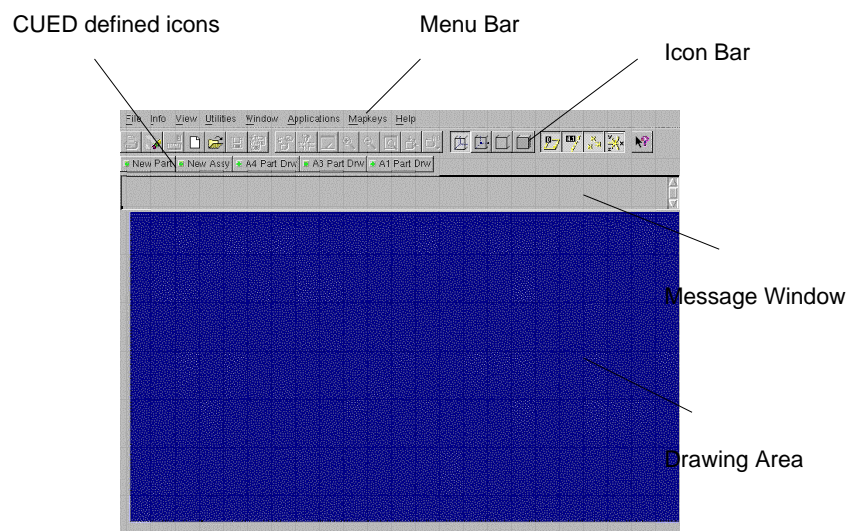 CUED defined icons
Menu Bar
Icon Bar
File Info View Utilities Window Applications Mapkeys Help
New Part New Assy A4 Part Drw A3 Part Drw A1 Part Drw
Message Window
Drawing Area